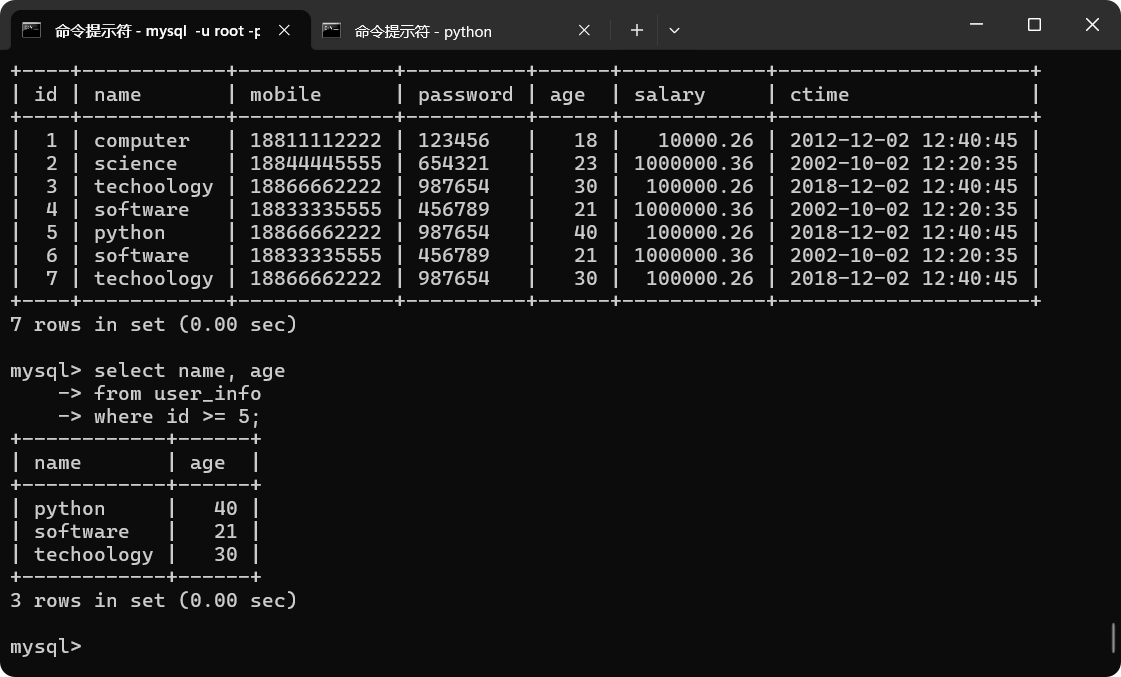 命令提示符 - mysql -u root -p
命令提示符 - python
+----+------------+-------------+----------+------+------------+---------------------+
| id | name       | mobile      | password | age  | salary     | ctime               |
+----+------------+-------------+----------+------+------------+---------------------+
|  1 | computer   | 18811112222 | 123456   |   18 |   10000.26 | 2012-12-02 12:40:45 |
|  2 | science    | 18844445555 | 654321   |   23 | 1000000.36 | 2002-10-02 12:20:35 |
|  3 | techoology | 18866662222 | 987654   |   30 |  100000.26 | 2018-12-02 12:40:45 |
|  4 | software   | 18833335555 | 456789   |   21 | 1000000.36 | 2002-10-02 12:20:35 |
|  5 | python     | 18866662222 | 987654   |   40 |  100000.26 | 2018-12-02 12:40:45 |
|  6 | software   | 18833335555 | 456789   |   21 | 1000000.36 | 2002-10-02 12:20:35 |
|  7 | techoology | 18866662222 | 987654   |   30 |  100000.26 | 2018-12-02 12:40:45 |
+----+------------+-------------+----------+------+------------+---------------------+
7 rows in set (0.00 sec)
mysql> select name, age
    -> from user_info
    -> where id >= 5;
+------------+------+
| name       | age  |
+------------+------+
| python     |   40 |
| software   |   21 |
| techoology |   30 |
+------------+------+
3 rows in set (0.00 sec)
mysql>